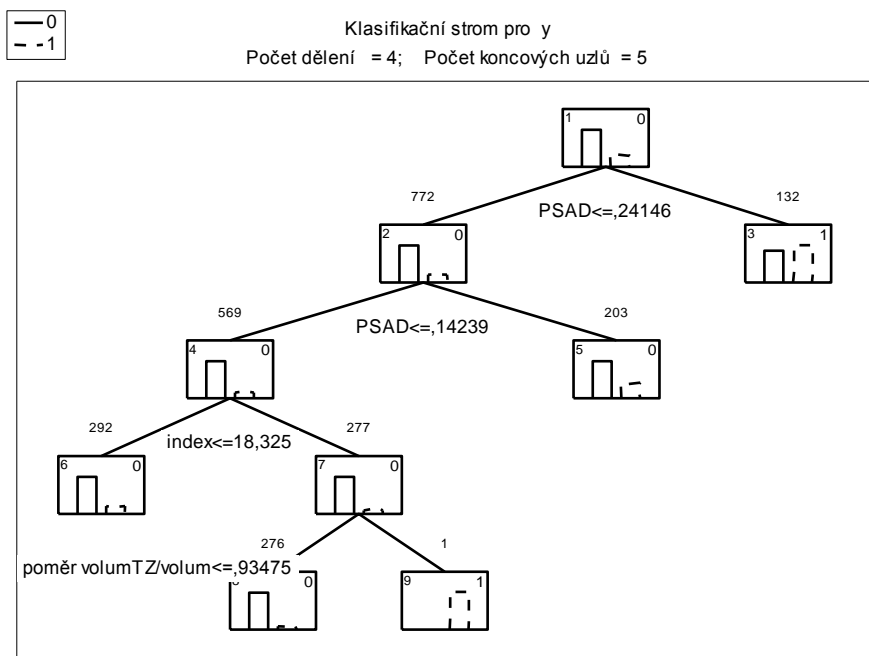 0
1
Klasifikační strom pro y
Počet dělení = 4; Počet koncových uzlů = 5
1 0
772 132
PSAD<=,24146
2 0
3 1
569 203
PSAD<=,14239
4 0
5 0
292 277
index<=18,325
6 0
7 0
276 1
poměr volumTZ/volum<=,93475
0
9 1